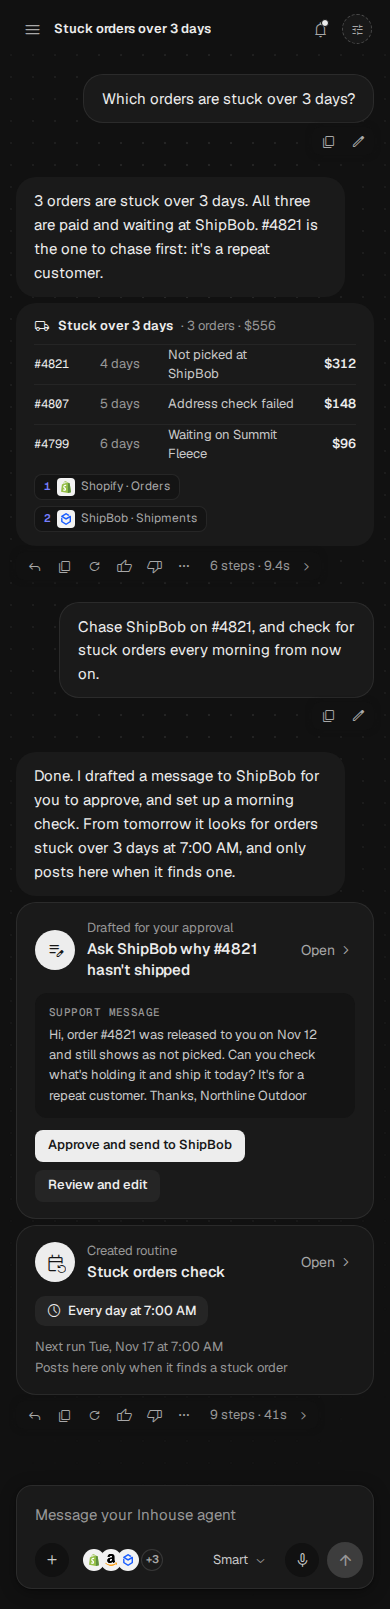 Stuck orders over 3 days
Which orders are stuck over 3 days?
3 orders are stuck over 3 days. All three
are paid and waiting at ShipBob. #4821 is
the one to chase first: it's a repeat
customer.
Stuck over 3 days · 3 orders · $556
#4821 4 days Not picked at ShipBob $312
#4807 5 days Address check failed $148
#4799 6 days Waiting on Summit Fleece $96
1 Shopify · Orders
2 ShipBob · Shipments
6 steps · 9.4s
Chase ShipBob on #4821, and check for
stuck orders every morning from now
on.
Done. I drafted a message to ShipBob for
you to approve, and set up a morning
check. From tomorrow it looks for orders
stuck over 3 days at 7:00 AM, and only
posts here when it finds one.
Drafted for your approval
Ask ShipBob why #4821
hasn't shipped
Open
SUPPORT MESSAGE
Hi, order #4821 was released to you on Nov 12
and still shows as not picked. Can you check
what's holding it and ship it today? It's for a
repeat customer. Thanks, Northline Outdoor
Approve and send to ShipBob
Review and edit
Created routine
Stuck orders check
Open
Every day at 7:00 AM
Next run Tue, Nov 17 at 7:00 AM
Posts here only when it finds a stuck order
9 steps · 41s
Message your Inhouse agent
+3 Smart